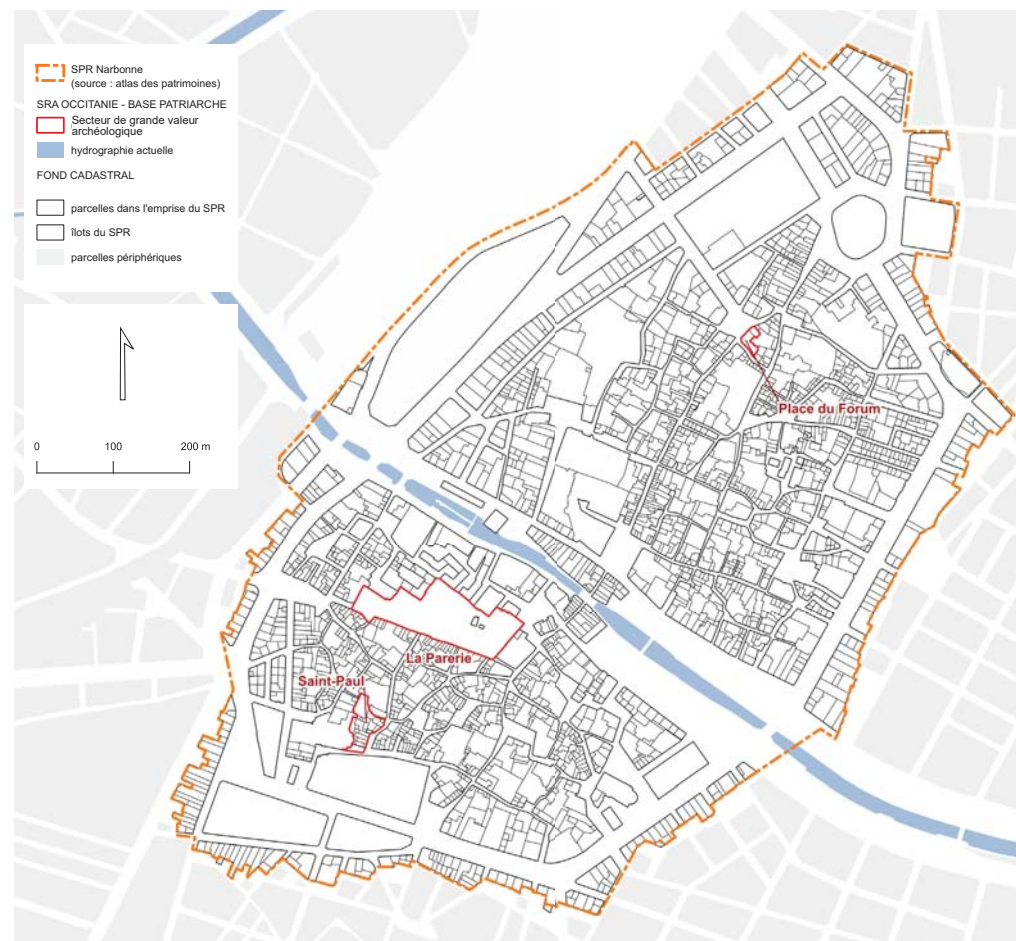 SPR Narbonne
(source : atlas des patrimoines)
SRA OCCITANIE - BASE PATRIARCHE
Secteur de grande valeur
archéologique
hydrographie actuelle
FOND CADASTRAL
parcelles dans l'emprise du SPR
îlots du SPR
parcelles périphériques
0 100 200 m
Place du Forum
La Parerie
Saint-Paul